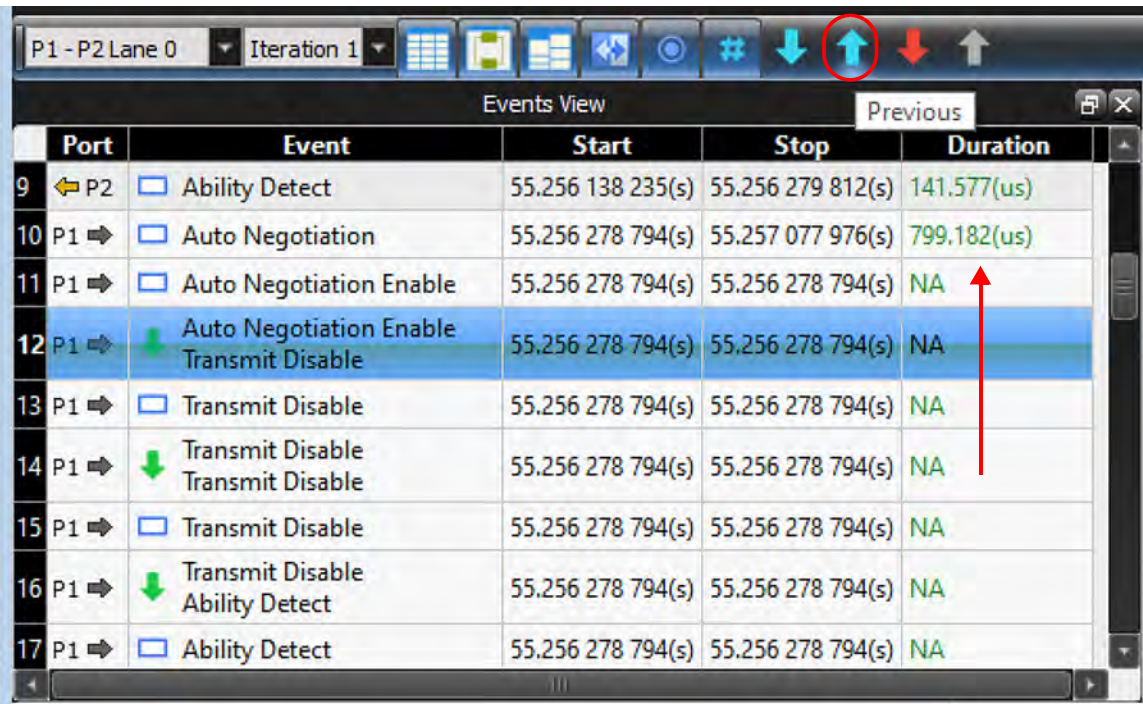 P1 - P2 Lane 0 Iteration 1
Events View
Previous
Port Event Start Stop Duration
9 P2 Ability Detect 55.256 138 235(s) 55.256 279 812(s) 141.577(us)
10 P1 Auto Negotiation 55.256 278 794(s) 55.257 077 976(s) 799.182(us)
11 P1 Auto Negotiation Enable 55.256 278 794(s) 55.256 278 794(s) NA
12 P1 Auto Negotiation Enable
Transmit Disable 55.256 278 794(s) 55.256 278 794(s) NA
13 P1 Transmit Disable 55.256 278 794(s) 55.256 278 794(s) NA
14 P1 Transmit Disable
Transmit Disable 55.256 278 794(s) 55.256 278 794(s) NA
15 P1 Transmit Disable 55.256 278 794(s) 55.256 278 794(s) NA
16 P1 Transmit Disable
Ability Detect 55.256 278 794(s) 55.256 278 794(s) NA
17 P1 Ability Detect 55.256 278 794(s) 55.256 278 794(s) NA